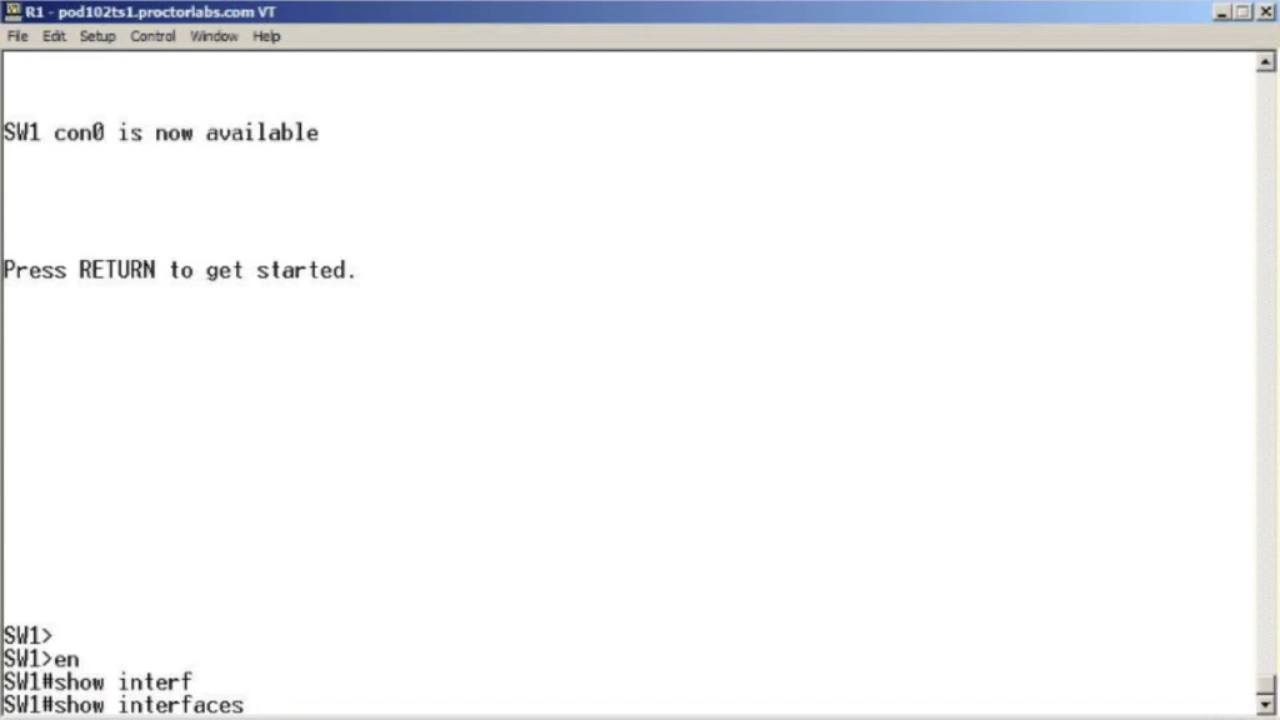 R1 - pod102ts1.proctorlabs.com VT
File Edit Setup Control Window Help
SW1 con0 is now available
Press RETURN to get started.
SW1>
SW1>en
SW1#show interf
SW1#show interfaces